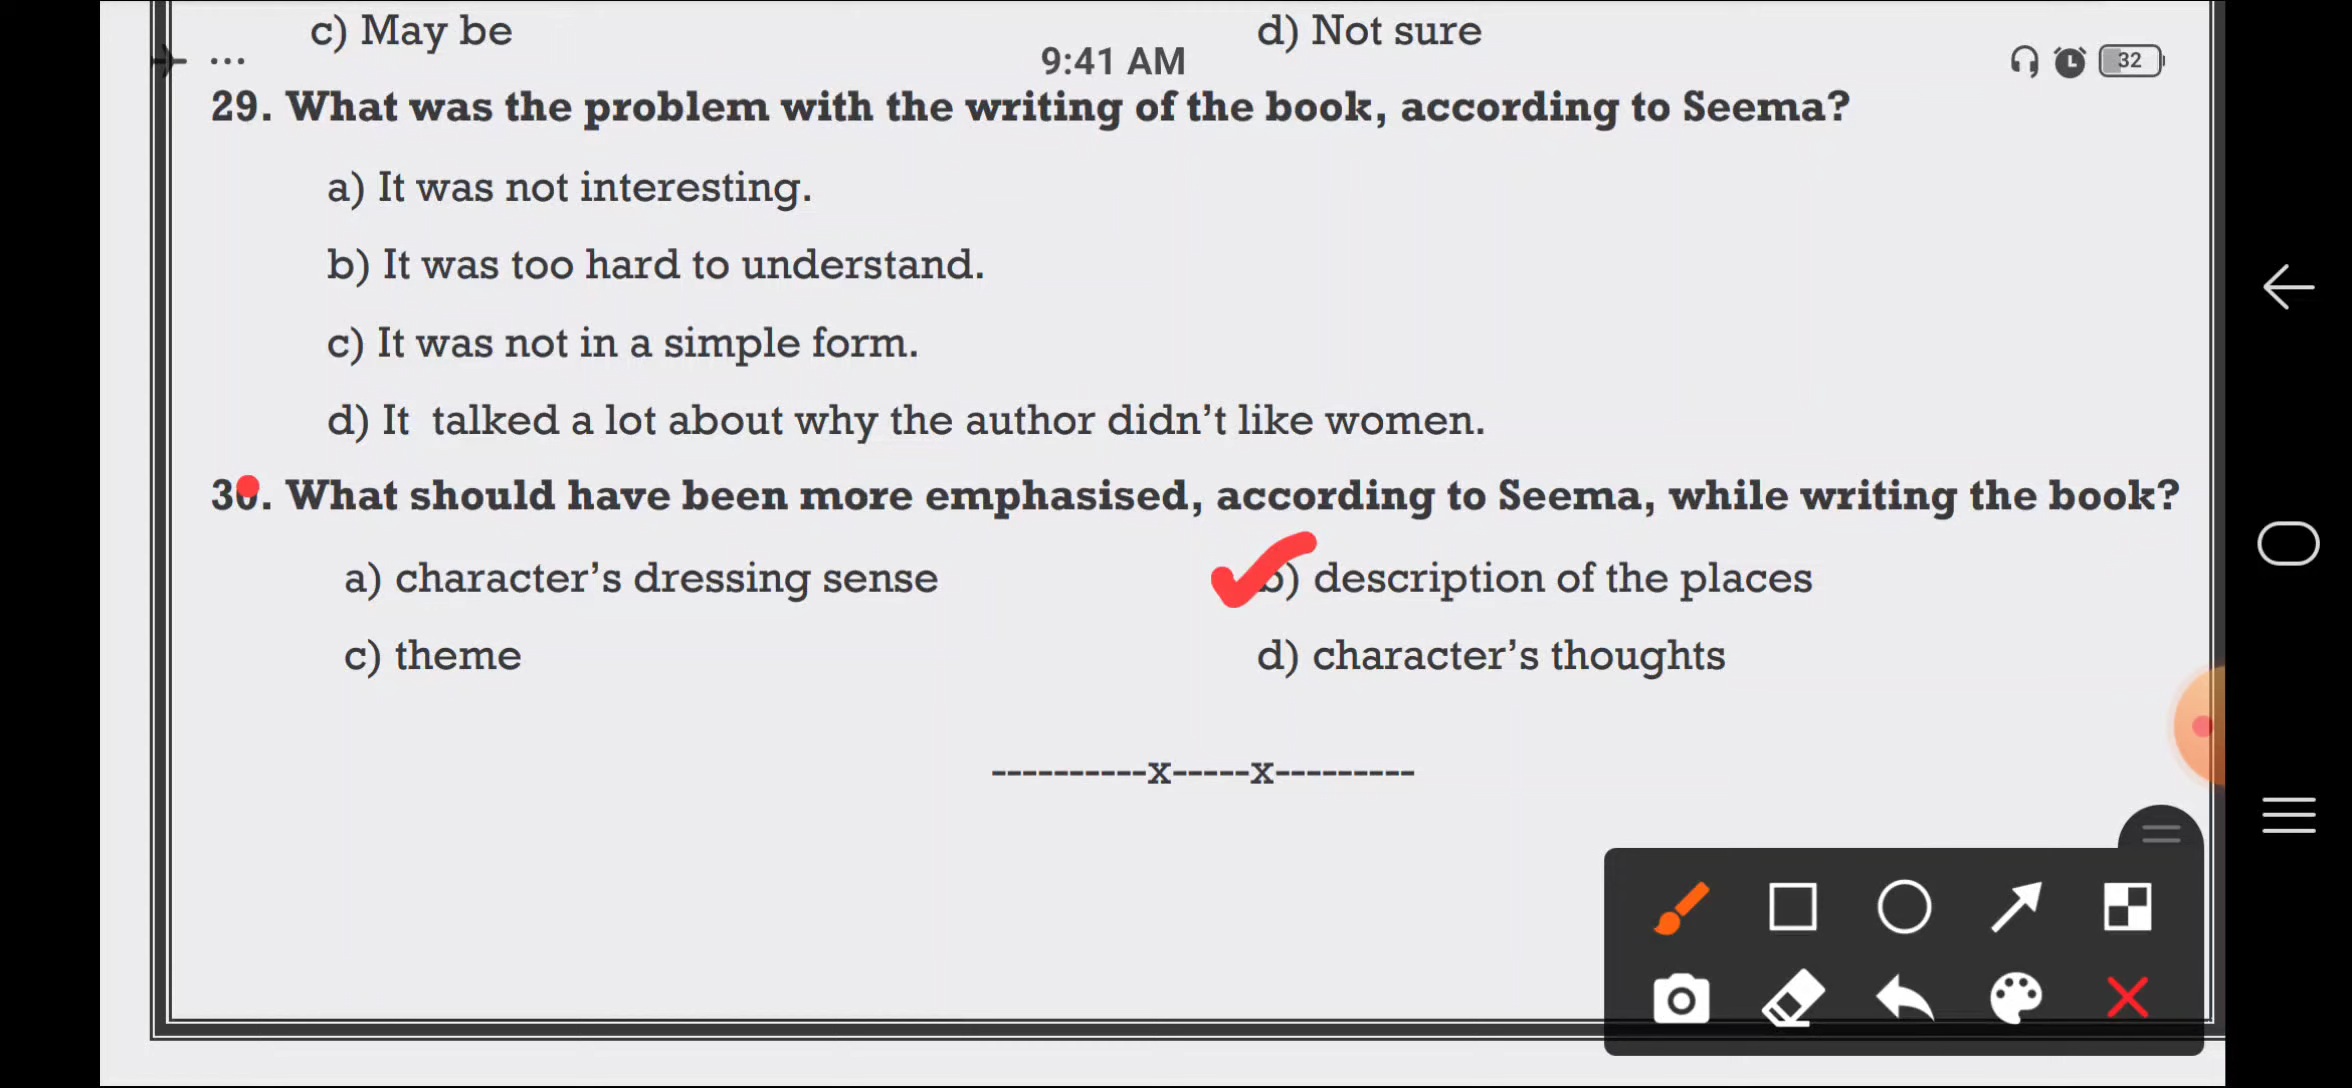 c) May be d) Not sure
... 9:41 AM 32
29. What was the problem with the writing of the book, according to Seema?
a) It was not interesting.
b) It was too hard to understand.
c) It was not in a simple form.
d) It talked a lot about why the author didn’t like women.
30. What should have been more emphasised, according to Seema, while writing the book?
a) character’s dressing sense b) description of the places
c) theme d) character’s thoughts
----------x-----x---------